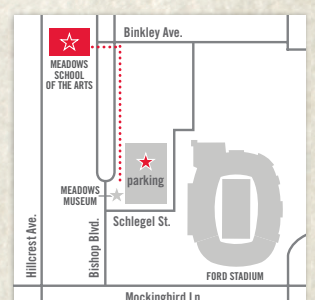 Binkley Ave.
MEADOWS
SCHOOL
OF THE ARTS
parking
MEADOWS
MUSEUM
Schlegel St.
Hillcrest Ave.
Bishop Blvd.
FORD STADIUM
Mockingbird Ln.